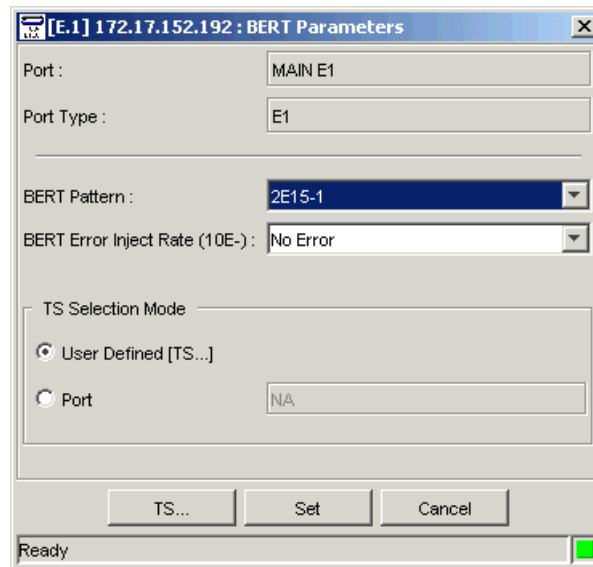 [E.1] 172.17.152.192 : BERT Parameters
Port : MAIN E1
Port Type : E1
BERT Pattern : 2E15-1
BERT Error Inject Rate (10E-) : No Error
TS Selection Mode
User Defined [TS...]
Port NA
TS... Set Cancel
Ready